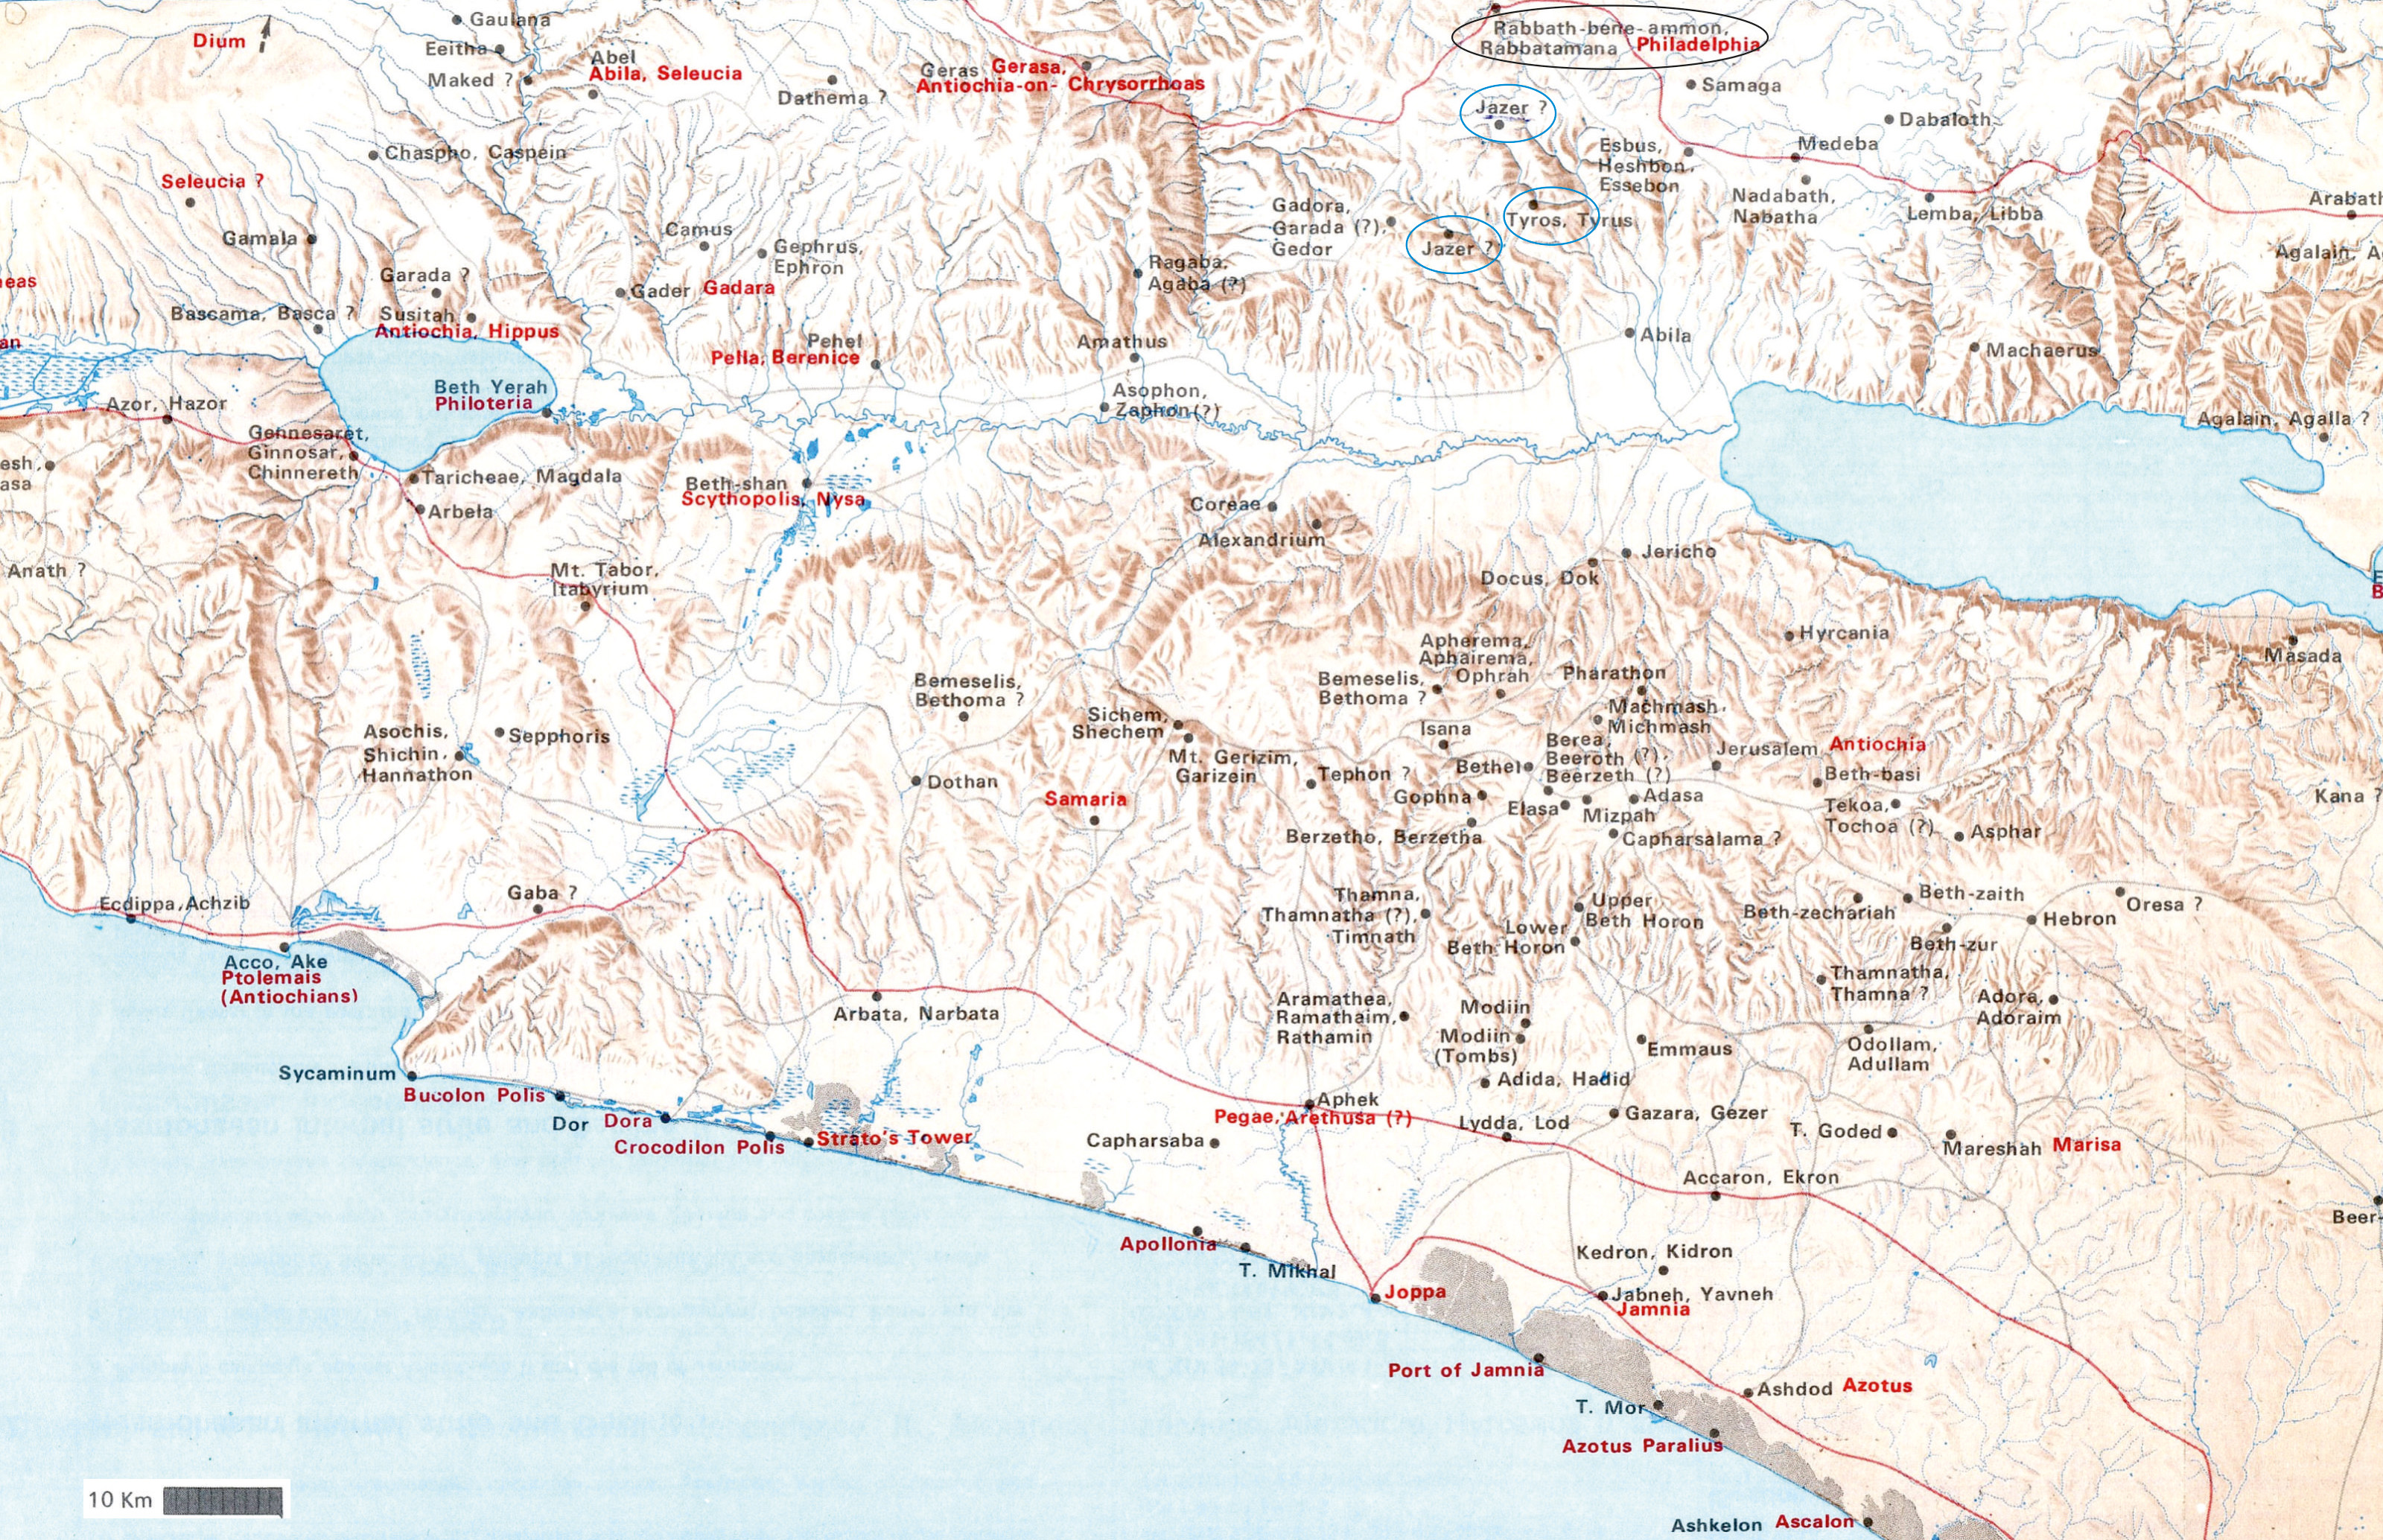 Gaulana
Dium
Eeitha
Abel
Abila, Seleucia
Maked ?
Dathema ?
Geras Gerasa,
Antiochia-on- Chrysorrhoas
Rabbath-bene-ammon,
Rabbatamana Philadelphia
Samaga
Jazer ?
Dabaloth
Chaspho, Caspein
Esbus,
Heshbon,
Essebon
Medeba
Seleucia ?
Nadabath,
Nabatha
Lemba, Libba
Arabath
Gadora,
Garada (?),
Gedor
Tyros, Tyrus
Jazer ?
Gamala
Camus
Gephrus,
Ephron
Agalain, A
Garada ?
Ragaba,
Agaba (?)
eas
Gader Gadara
Bascama, Basca ?
Susitah
Antiochia, Hippus
an
Pehel
Pella, Berenice
Amathus
Abila
Machaerus
Beth Yerah
Philoteria
Asophon,
Zaphon(?)
Azor, Hazor
Agalain, Agalla ?
Gennesaret,
Ginnosar,
Chinnereth
esh,
asa
Taricheae, Magdala
Beth-shan
Scythopolis, Nysa
Arbela
Coreae
Alexandrium
Jericho
Docus, Dok
Anath ?
Mt. Tabor,
Itabyrium
B
Hyrcania
Masada
Apherema,
Aphairema,
Ophrah
Bemeselis,
Bethoma ?
Pharathon
Bemeselis,
Bethoma ?
Machmash,
Michmash
Sichem,
Shechem
Isana
Asochis,
Shichin,
Hannathon
Sepphoris
Mt. Gerizim,
Garizein
Berea,
Beeroth (?),
Beerzeth (?)
Jerusalem Antiochia
Bethel
Tephon ?
Beth-basi
Dothan
Samaria
Gophna
Elasa
Mizpah
Adasa
Tekoa,
Tochoa (?)
Kana ?
Berzetho, Berzetha
Capharsalama ?
Asphar
Gaba ?
Ecdippa,Achzib
Thamna,
Thamnatha (?),
Timnath
Upper
Beth Horon
Lower
Beth Horon
Beth-zechariah
Beth-zaith
Hebron
Oresa ?
Beth-zur
Acco, Ake
Ptolemais
(Antiochians)
Thamnatha,
Thamna ?
Adora,
Adoraim
Arbata, Narbata
Aramathea,
Ramathaim,
Rathamin
Modiin
Modiin
(Tombs)
Emmaus
Odollam,
Adullam
Sycaminum
Bucolon Polis
Adida, Hadid
Dor Dora
Crocodilon Polis
Strato's Tower
Aphek
Pegae, Arethusa (?)
Capharsaba
Lydda, Lod
Gazara, Gezer
T. Goded
Mareshah Marisa
Accaron, Ekron
Beer-
Apollonia
T. Mikhal
Kedron, Kidron
Joppa
Jabneh, Yavneh
Jamnia
Port of Jamnia
Ashdod Azotus
T. Mor
Azotus Paralius
10 Km
Ashkelon Ascalon